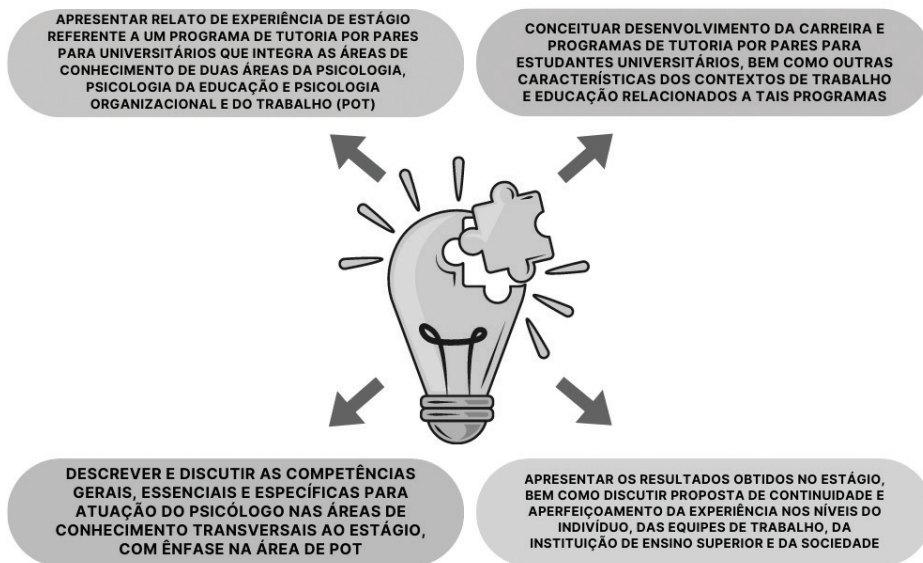 APRESENTAR RELATO DE EXPERIÊNCIA DE ESTÁGIO
REFERENTE A UM PROGRAMA DE TUTORIA POR PARES
PARA UNIVERSITÁRIOS QUE INTEGRA AS ÁREAS DE
CONHECIMENTO DE DUAS ÁREAS DA PSICOLOGIA,
PSICOLOGIA DA EDUCAÇÃO E PSICOLOGIA
ORGANIZACIONAL E DO TRABALHO (POT)
CONCEITUAR DESENVOLVIMENTO DA CARREIRA E
PROGRAMAS DE TUTORIA POR PARES PARA
ESTUDANTES UNIVERSITÁRIOS, BEM COMO OUTRAS
CARACTERÍSTICAS DOS CONTEXTOS DE TRABALHO
E EDUCAÇÃO RELACIONADOS A TAIS PROGRAMAS
DESCREVER E DISCUTIR AS COMPETÊNCIAS
GERAIS, ESSENCIAIS E ESPECÍFICAS PARA
ATUAÇÃO DO PSICÓLOGO NAS ÁREAS DE
CONHECIMENTO TRANSVERSAIS AO ESTÁGIO,
COM ÊNFASE NA ÁREA DE POT
APRESENTAR OS RESULTADOS OBTIDOS NO ESTÁGIO,
BEM COMO DISCUTIR PROPOSTA DE CONTINUIDADE E
APERFEIÇOAMENTO DA EXPERIÊNCIA NOS NÍVEIS DO
INDIVÍDUO, DAS EQUIPES DE TRABALHO, DA
INSTITUIÇÃO DE ENSINO SUPERIOR E DA SOCIEDADE